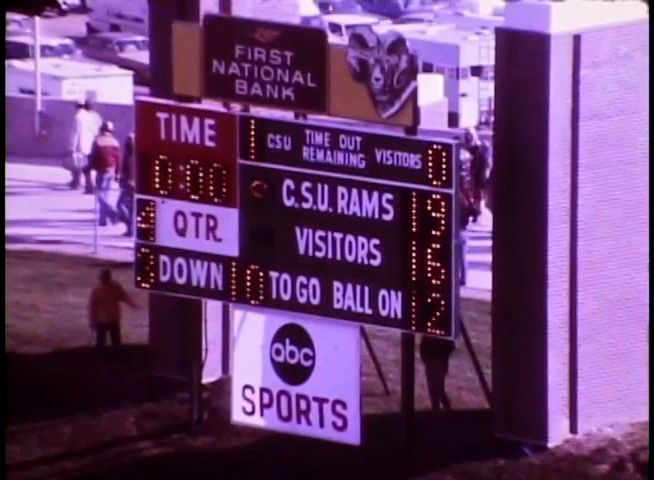 FIRST
NATIONAL
BANK
TIME
1 CSU TIME OUT REMAINING VISITORS 0
0:00
C.S.U. RAMS 19
4 QTR.
VISITORS 16
3 DOWN 10 TO GO BALL ON 12
abc
SPORTS